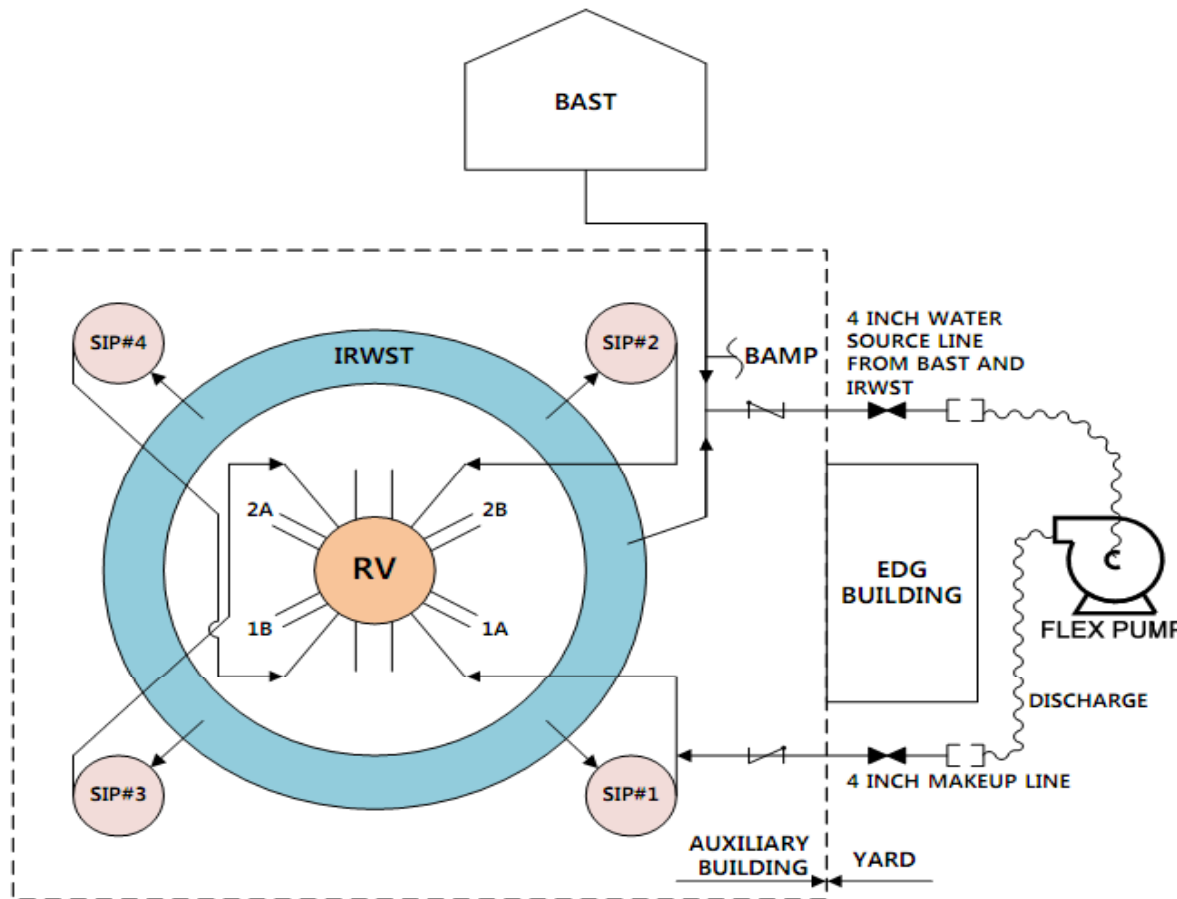 BAST
SIP#4
SIP#2
IRWST
BAMP
4 INCH WATER
SOURCE LINE
FROM BAST AND
IRWST
2A
2B
RV
EDG
BUILDING
C
FLEX PUMP
1B
1A
DISCHARGE
4 INCH MAKEUP LINE
SIP#3
SIP#1
AUXILIARY
BUILDING
YARD